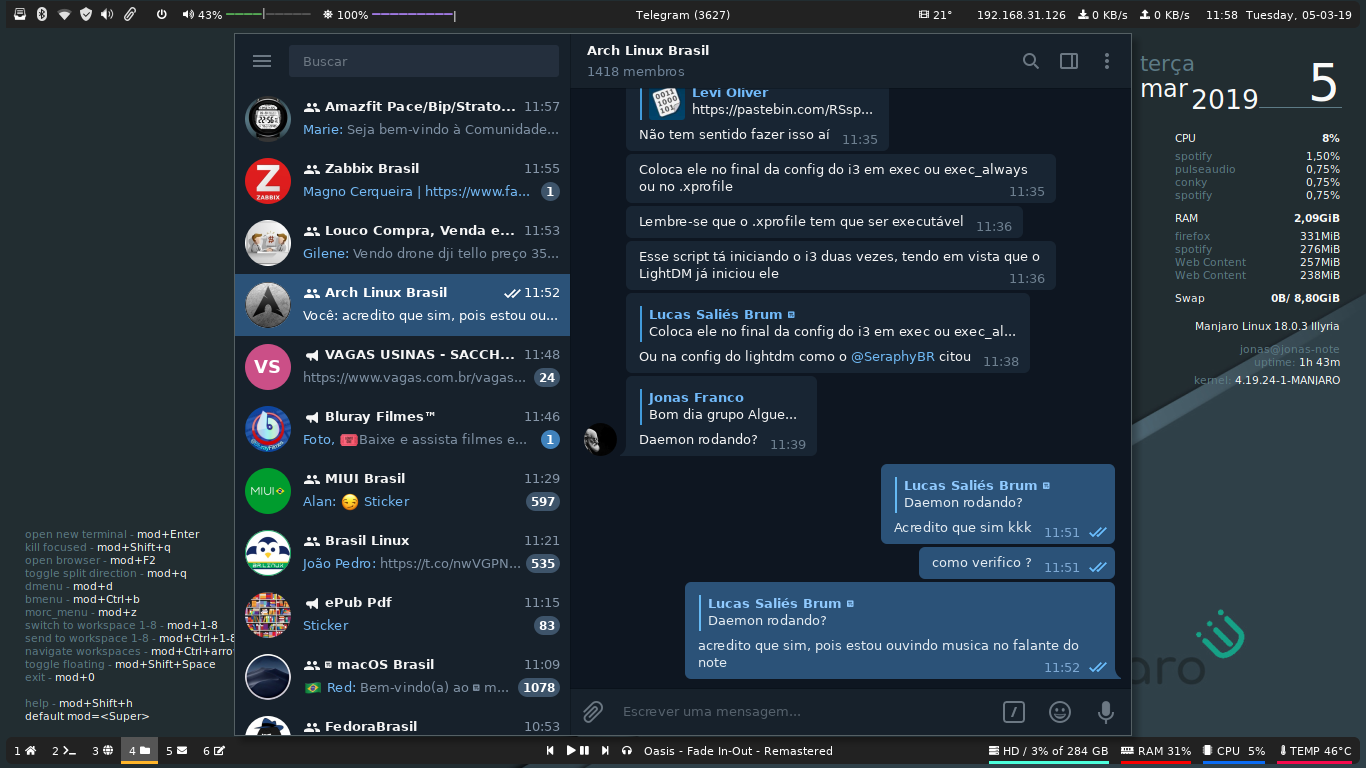 43%
100%
Telegram (3627)
21°
192.168.31.126
0 KB/s
0 KB/s
11:58
Tuesday, 05-03-19
Buscar
Amazfit Pace/Bip/Strato... 11:57
Marie: Seja bem-vindo à Comunidade...
Zabbix Brasil 11:55
Magno Cerqueira | https://www.fa... 1
Z
ZABBIX
Louco Compra, Venda e... 11:53
Gilene: Vendo drone dji tello preço 35...
Arch Linux Brasil 11:52
Você: acredito que sim, pois estou ou...
VS
VAGAS USINAS - SACCH... 11:48
https://www.vagas.com.br/vagas... 24
Bluray Filmes™ 11:46
Foto, Baixe e assista filmes e... 1
MIUI
MIUI Brasil 11:29
Alan: Sticker 597
Brasil Linux 11:21
João Pedro: https://t.co/nwVGPN... 535
ePub Pdf 11:15
Sticker 83
macOS Brasil 11:09
Red: Bem-vindo(a) ao m... 1078
FedoraBrasil 10:53
Arch Linux Brasil
1418 membros
Levi Oliver
https://pastebin.com/RSsp...
Não tem sentido fazer isso aí 11:35
Coloca ele no final da config do i3 em exec ou exec_always
ou no .xprofile 11:35
Lembre-se que o .xprofile tem que ser executável 11:36
Esse script tá iniciando o i3 duas vezes, tendo em vista que o
LightDM já iniciou ele 11:36
Lucas Saliés Brum
Coloca ele no final da config do i3 em exec ou exec_al...
Ou na config do lightdm como o @SeraphyBR citou 11:38
Jonas Franco
Bom dia grupo Algue...
Daemon rodando? 11:39
Lucas Saliés Brum
Daemon rodando?
Acredito que sim kkk 11:51
como verifico ? 11:51
Lucas Saliés Brum
Daemon rodando?
acredito que sim, pois estou ouvindo musica no falante do
note 11:52
Escrever uma mensagem...
terça
mar 2019 5
CPU 8%
spotify 1,50%
pulseaudio 0,75%
conky 0,75%
spotify 0,75%
RAM 2,09GiB
firefox 331MiB
spotify 276MiB
Web Content 257MiB
Web Content 238MiB
Swap 0B/ 8,80GiB
Manjaro Linux 18.0.3 Illyria
jonas@jonas-note
uptime: 1h 43m
kernel: 4.19.24-1-MANJARO
aro
open new terminal - mod+Enter
kill focused - mod+Shift+q
open browser - mod+F2
toggle split direction - mod+q
dmenu - mod+d
bmenu - mod+Ctrl+b
morc_menu - mod+z
switch to workspace 1-8 - mod+1-8
send to workspace 1-8 - mod+Ctrl+1-8
navigate workspaces - mod+Ctrl+arro
toggle floating - mod+Shift+Space
exit - mod+0
help - mod+Shift+h
default mod=<Super>
1
2
3
4
5
6
Oasis - Fade In-Out - Remastered
HD / 3% of 284 GB
RAM 31%
CPU 5%
TEMP 46°C